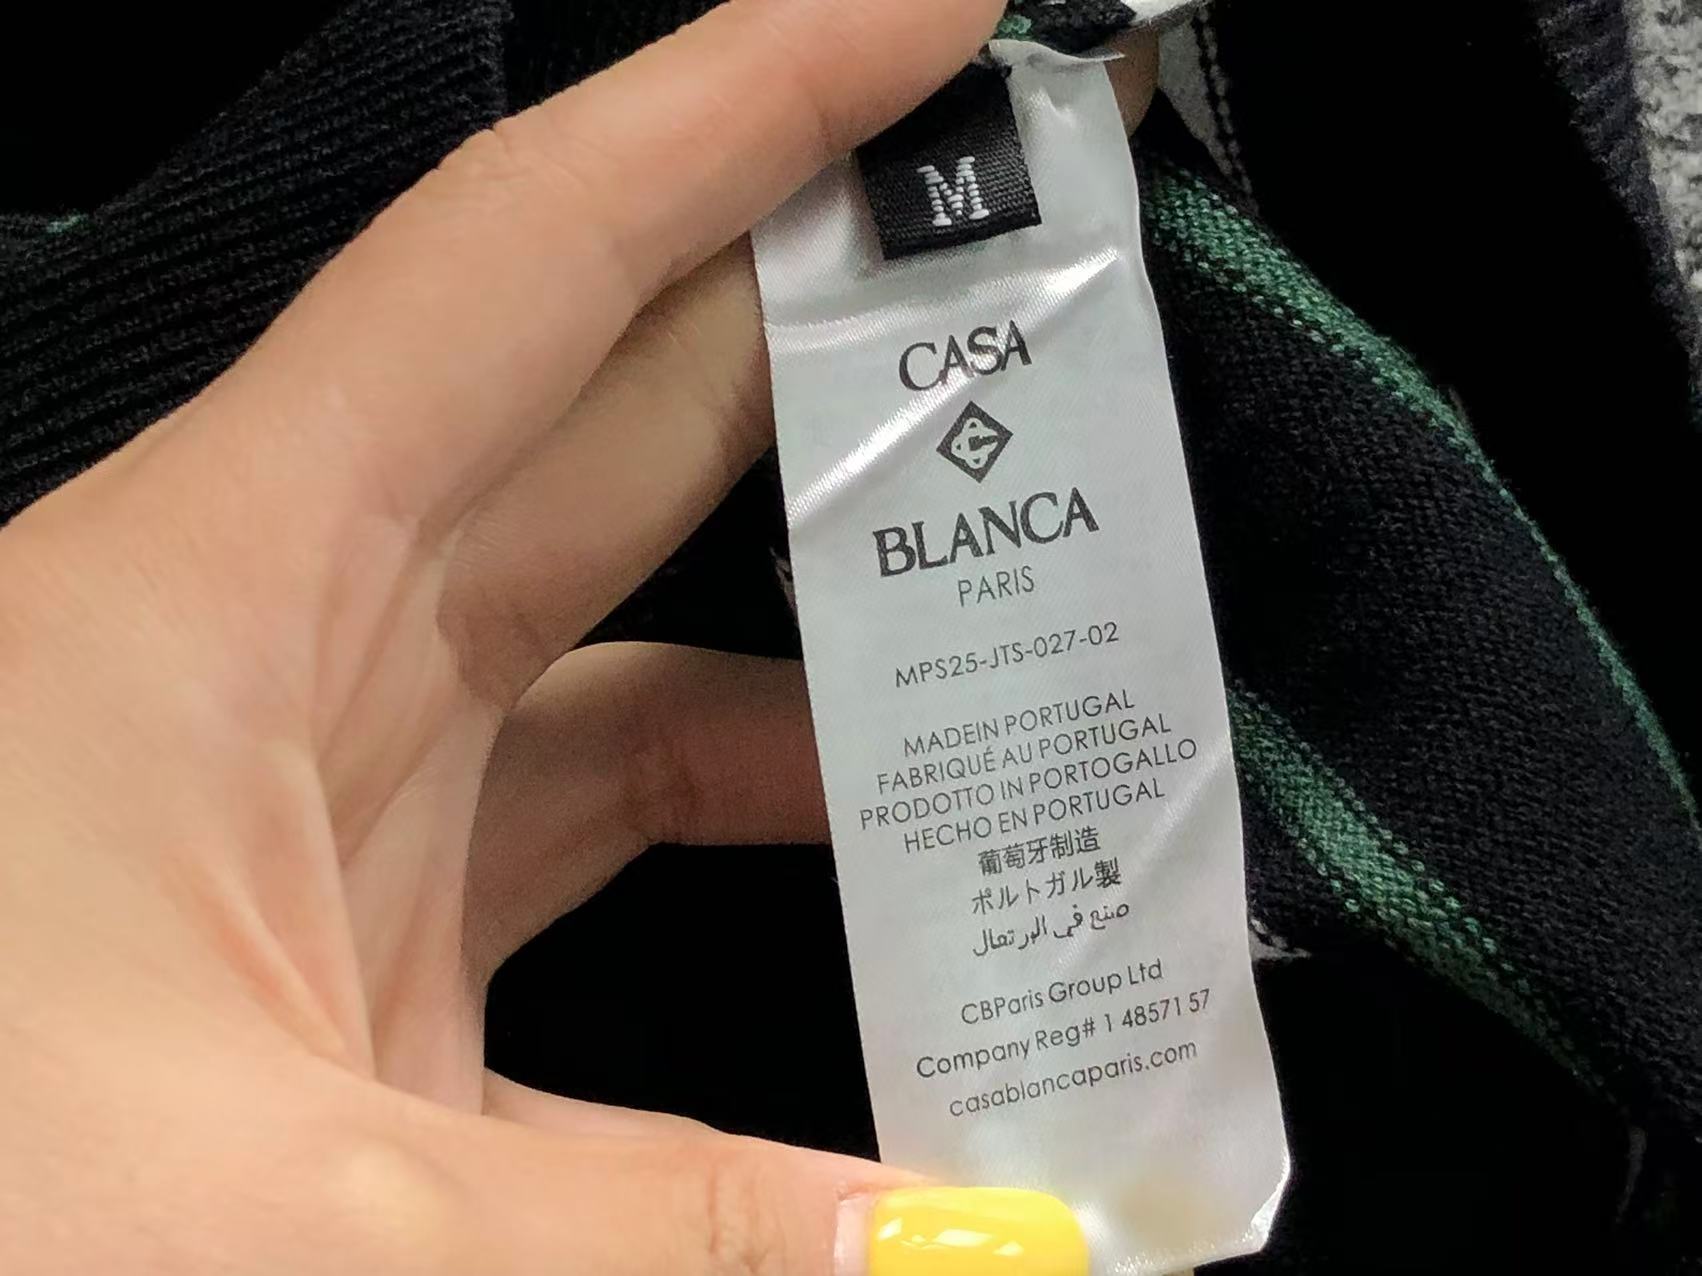 M
CASA
BLANCA
PARIS
MPS25-JTS-027-02
MADEIN PORTUGAL
FABRIQUÉ AU PORTUGAL
PRODOTTO IN PORTOGALLO
HECHO EN PORTUGAL
葡萄牙制造
ポルトガル製
صنع في البرتغال
CBParis Group Ltd
Company Reg# 1 48571 57
casablancaparis.com